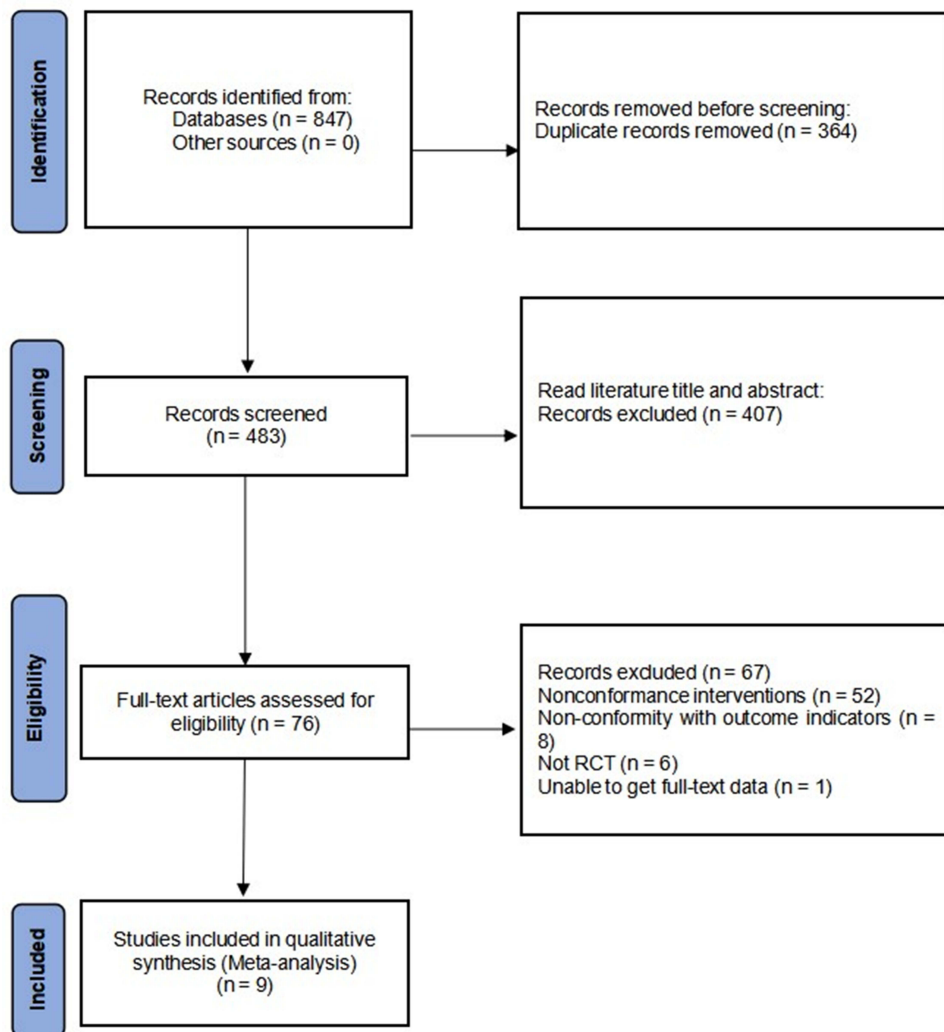 Identification
Records identified from:
Databases (n = 847)
Other sources (n = 0)
Records removed before screening:
Duplicate records removed (n = 364)
Screening
Records screened
(n = 483)
Read literature title and abstract:
Records excluded (n = 407)
Eligibility
Full-text articles assessed for
eligibility (n = 76)
Records excluded (n = 67)
Nonconformance interventions (n = 52)
Non-conformity with outcome indicators (n =
8)
Not RCT (n = 6)
Unable to get full-text data (n = 1)
Included
Studies included in qualitative
synthesis (Meta-analysis)
(n = 9)